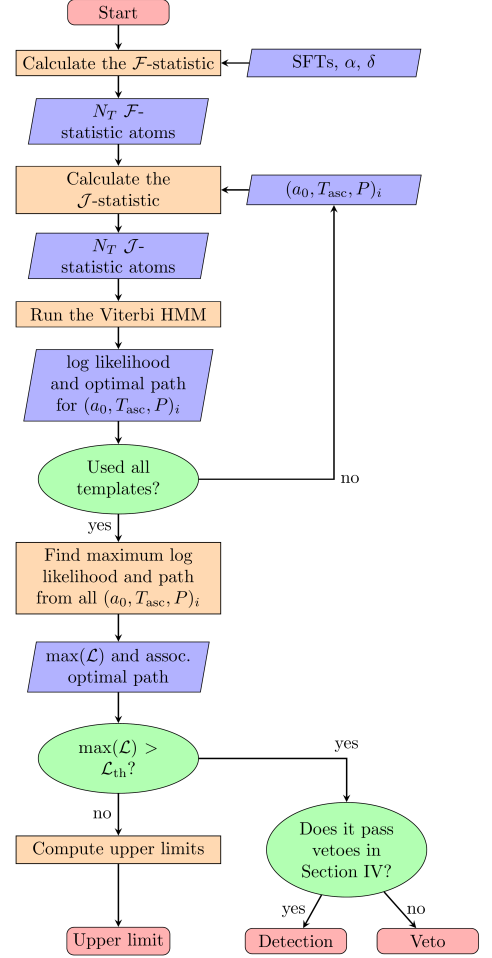 Start
Calculate the ℱ-statistic
SFTs, α, δ
N_T ℱ-
statistic atoms
Calculate the
𝒥-statistic
(a_0, T_asc, P)_i
N_T 𝒥-
statistic atoms
Run the Viterbi HMM
log likelihood
and optimal path
for (a_0, T_asc, P)_i
Used all
templates?
no
yes
Find maximum log
likelihood and path
from all (a_0, T_asc, P)_i
max(ℒ) and assoc.
optimal path
max(ℒ) >
ℒ_th?
yes
no
Does it pass
vetoes in
Section IV?
Compute upper limits
yes
no
Upper limit
Detection
Veto